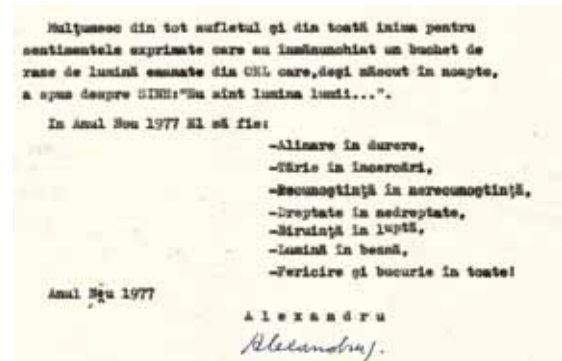 Mulţumesc din tot sufletul şi din toată inima pentru
sentimentele exprimate care au înmănunchiat un buchet de
raze de lumină emanate din CEL care,deşi născut în noapte,
a spus despre SINE:"Eu sînt lumina lumii...".
In Anul Nou 1977 El să fie:
-Alinare în durere,
-Tărie în încercări,
-Recunoştinţă în nerecunoştinţă,
-Dreptate în nedreptate,
-Biruinţă în luptă,
-Lumină în beznă,
-Fericire şi bucurie în toate!
Anul Nou 1977
A l e x a n d r u
Alexandru.